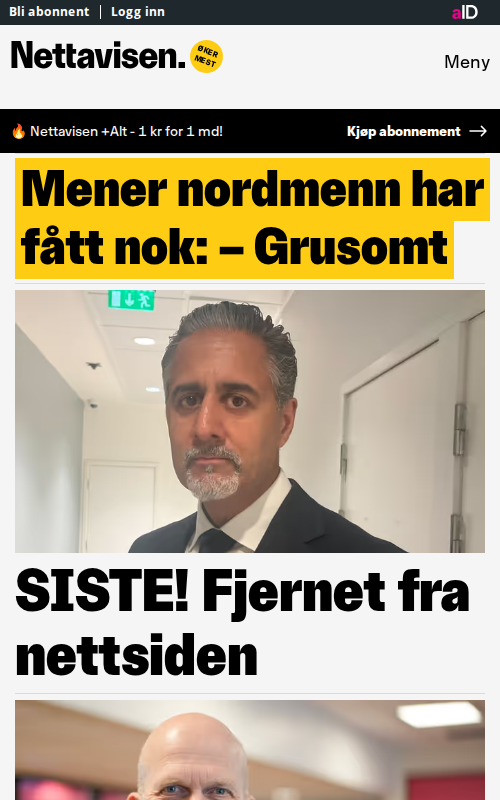 Bli abonnent | Logg inn
aID
Nettavisen.
ØKER
MEST
Meny
🔥 Nettavisen +Alt - 1 kr for 1 md!
Kjøp abonnement →
Mener nordmenn har
fått nok: – Grusomt
SISTE! Fjernet fra
nettsiden